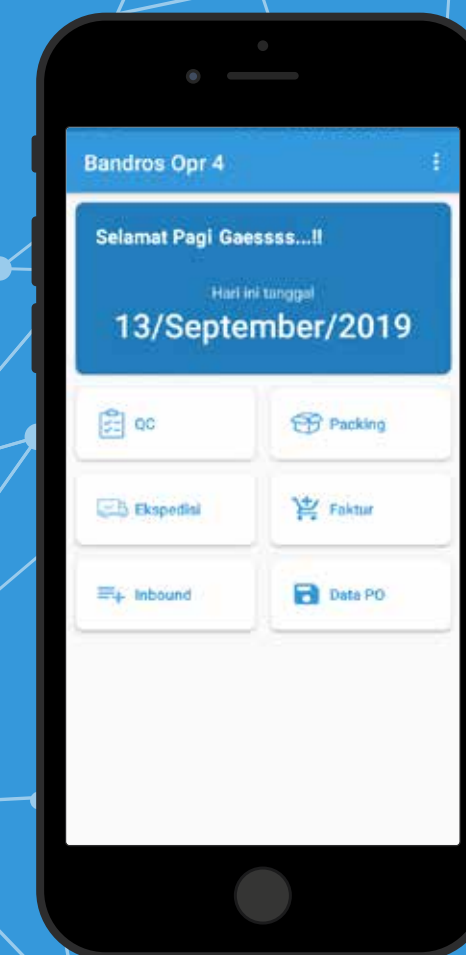 Bandros Opr 4
Selamat Pagi Gaessss...!!
Hari ini tanggal
13/September/2019
QC
Packing
Ekspedisi
Faktur
Inbound
Data PO